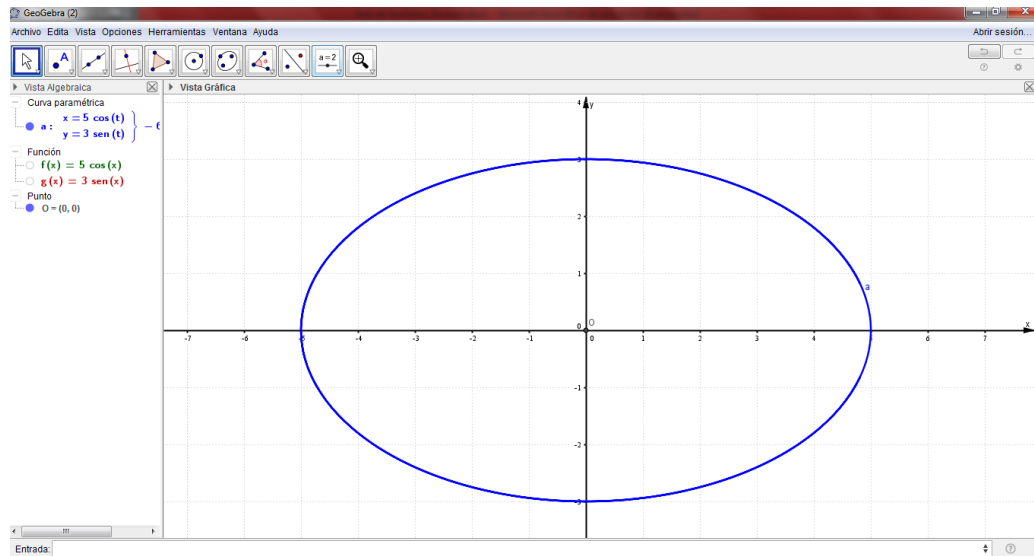 GeoGebra (2)
Archivo Edita Vista Opciones Herramientas Ventana Ayuda
Abrir sesión...
A
α
a=2
Vista Algebraica
Vista Gráfica
Curva paramétrica
a : x = 5 cos (t)
y = 3 sen (t) } - 6
Función
f (x) = 5 cos (x)
g (x) = 3 sen (x)
Punto
O = (0, 0)
4 y
3
2
1
a
0 O
-7 -6 -5 -4 -3 -2 -1 0 1 2 3 4 5 6 7 x
-1
-2
-3
Entrada: